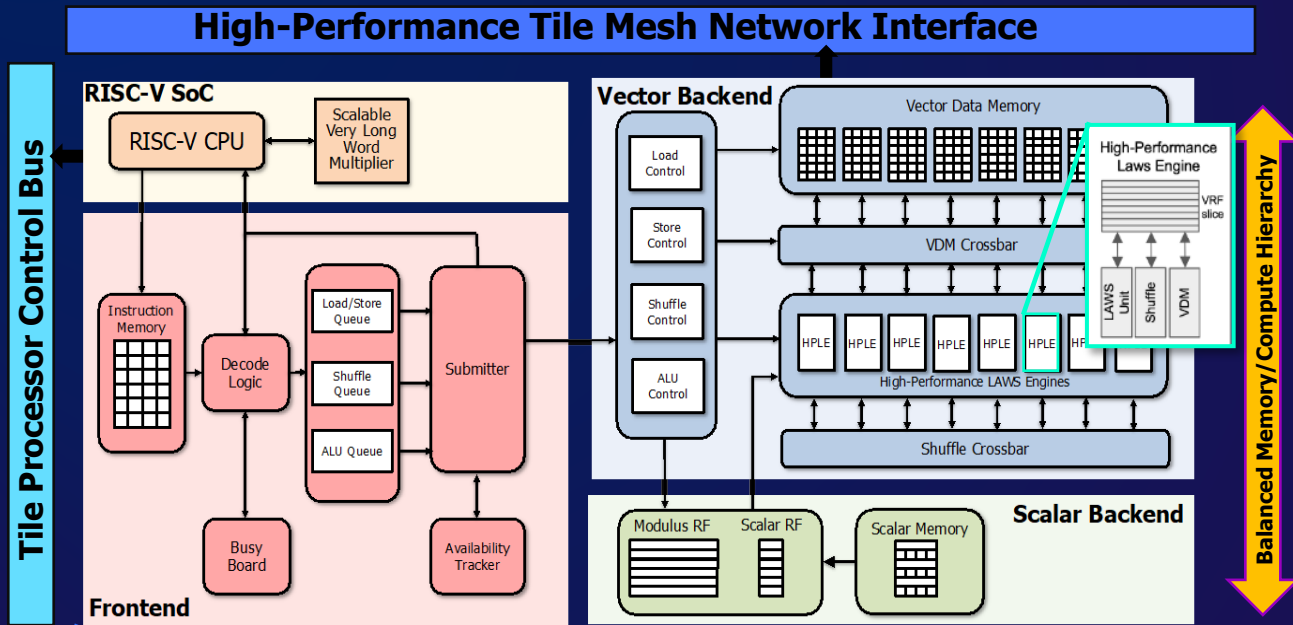 High-Performance Tile Mesh Network Interface
Tile Processor Control Bus
RISC-V SoC
RISC-V CPU
Scalable
Very Long
Word
Multiplier
Instruction
Memory
Decode
Logic
Load/Store
Queue
Shuffle
Queue
ALU Queue
Submitter
Busy
Board
Availability
Tracker
Frontend
Vector Backend
Load
Control
Store
Control
Shuffle
Control
ALU
Control
Vector Data Memory
VDM Crossbar
HPLE
HPLE
HPLE
HPLE
HPLE
HPLE
HPLE
High-Performance LAWS Engines
Shuffle Crossbar
High-Performance
Laws Engine
VRF
slice
LAWS
Unit
Shuffle
VDM
Modulus RF
Scalar RF
Scalar Memory
Scalar Backend
Balanced Memory/Compute Hierarchy